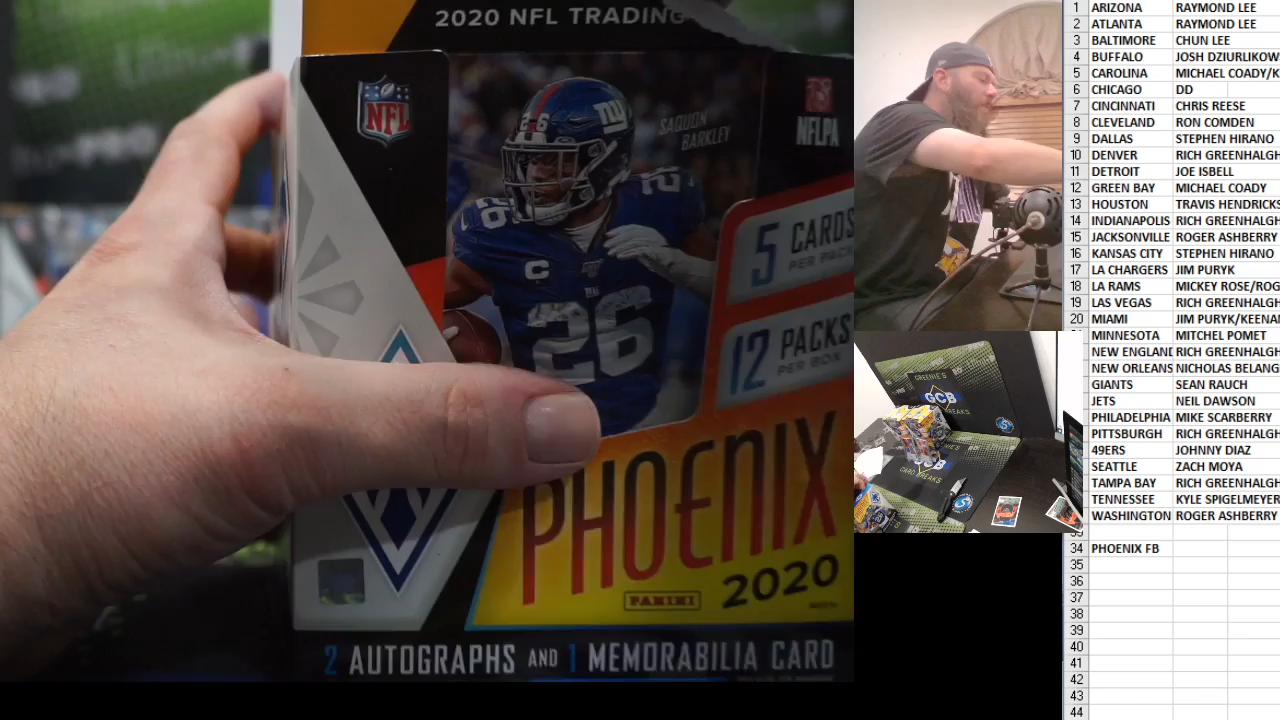 2020 NFL TRADING
NFL
SAQUON
BARKLEY
NFLPA
5 CARDS
PER PACK
12 PACKS
PER BOX
PHOENIX
PANINI 2020
2 AUTOGRAPHS AND 1 MEMORABILIA CARD
GREENIE'S
GCB
CARD BREAKS
1 ARIZONA RAYMOND LEE
2 ATLANTA RAYMOND LEE
3 BALTIMORE CHUN LEE
4 BUFFALO JOSH DZIURLIKOW
5 CAROLINA MICHAEL COADY/K
6 CHICAGO DD
7 CINCINNATI CHRIS REESE
8 CLEVELAND RON COMDEN
9 DALLAS STEPHEN HIRANO
10 DENVER RICH GREENHALGH
11 DETROIT JOE ISBELL
12 GREEN BAY MICHAEL COADY
13 HOUSTON TRAVIS HENDRICKS
14 INDIANAPOLIS RICH GREENHALGH
15 JACKSONVILLE ROGER ASHBERRY
16 KANSAS CITY STEPHEN HIRANO
17 LA CHARGERS JIM PURYK
18 LA RAMS MICKEY ROSE/ROG
19 LAS VEGAS RICH GREENHALGH
20 MIAMI JIM PURYK/KEENAN
MINNESOTA MITCHEL POMET
NEW ENGLAND RICH GREENHALGH
NEW ORLEANS NICHOLAS BELANG
GIANTS SEAN RAUCH
JETS NEIL DAWSON
PHILADELPHIA MIKE SCARBERRY
PITTSBURGH RICH GREENHALGH
49ERS JOHNNY DIAZ
SEATTLE ZACH MOYA
TAMPA BAY RICH GREENHALGH
TENNESSEE KYLE SPIGELMEYER
WASHINGTON ROGER ASHBERRY
34 PHOENIX FB
35
36
37
38
39
40
41
42
43
44